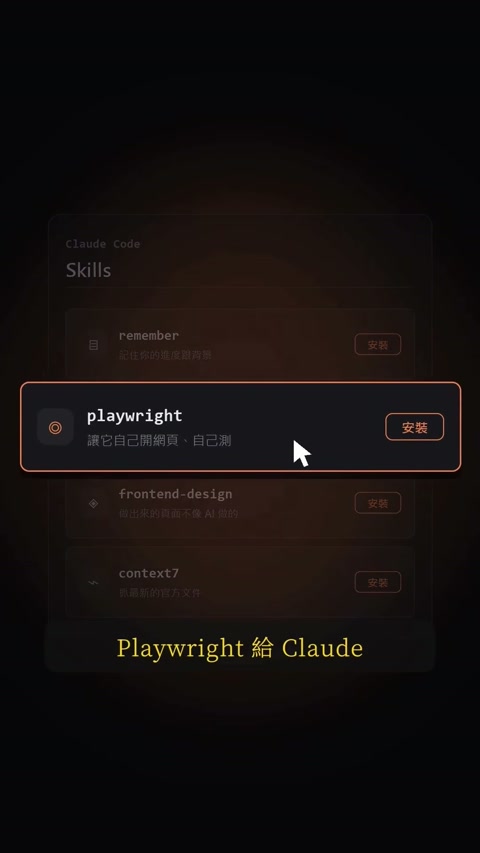 Claude Code
Skills
remember
記住你的進度跟背景
安裝
playwright
讓它自己開網頁、自己測
安裝
frontend-design
做出來的頁面不像 AI 做的
安裝
context7
抓最新的官方文件
安裝
Playwright 給 Claude